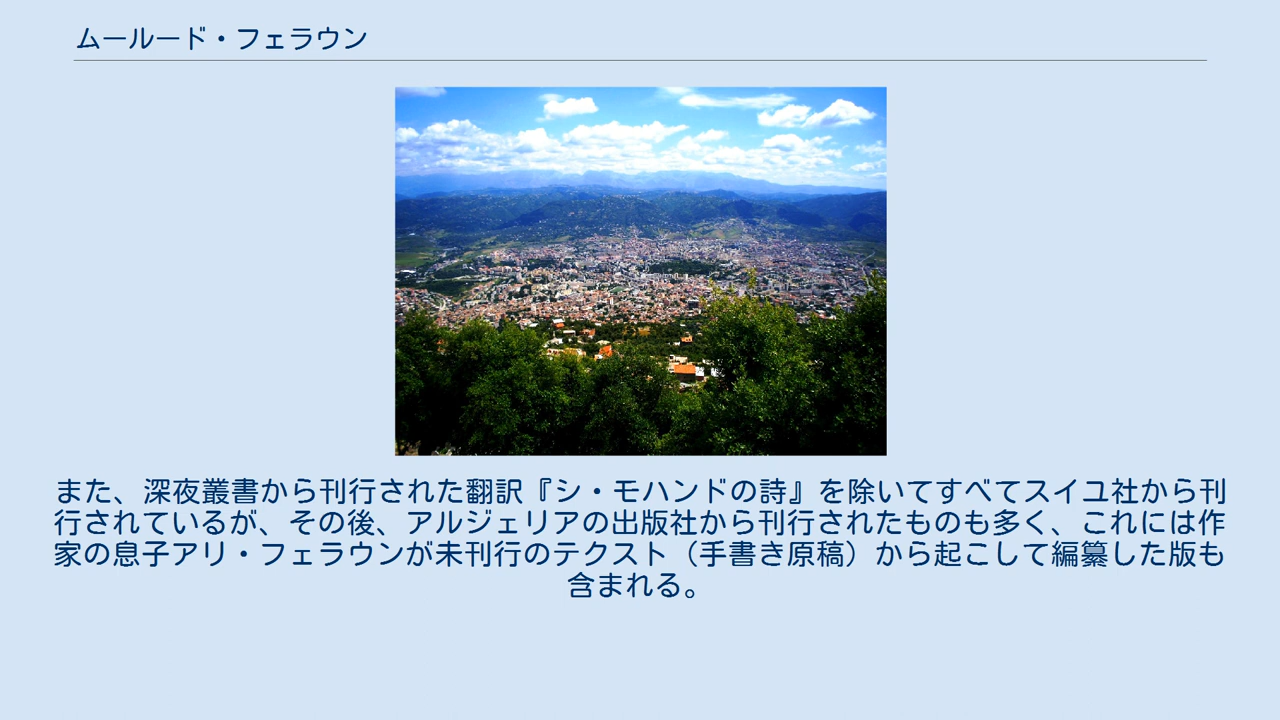 ムールード・フェラウン
また、深夜叢書から刊行された翻訳『シ・モハンドの詩』を除いてすべてスイユ社から刊
行されているが、その後、アルジェリアの出版社から刊行されたものも多く、これには作
家の息子アリ・フェラウンが未刊行のテクスト（手書き原稿）から起こして編纂した版も
含まれる。